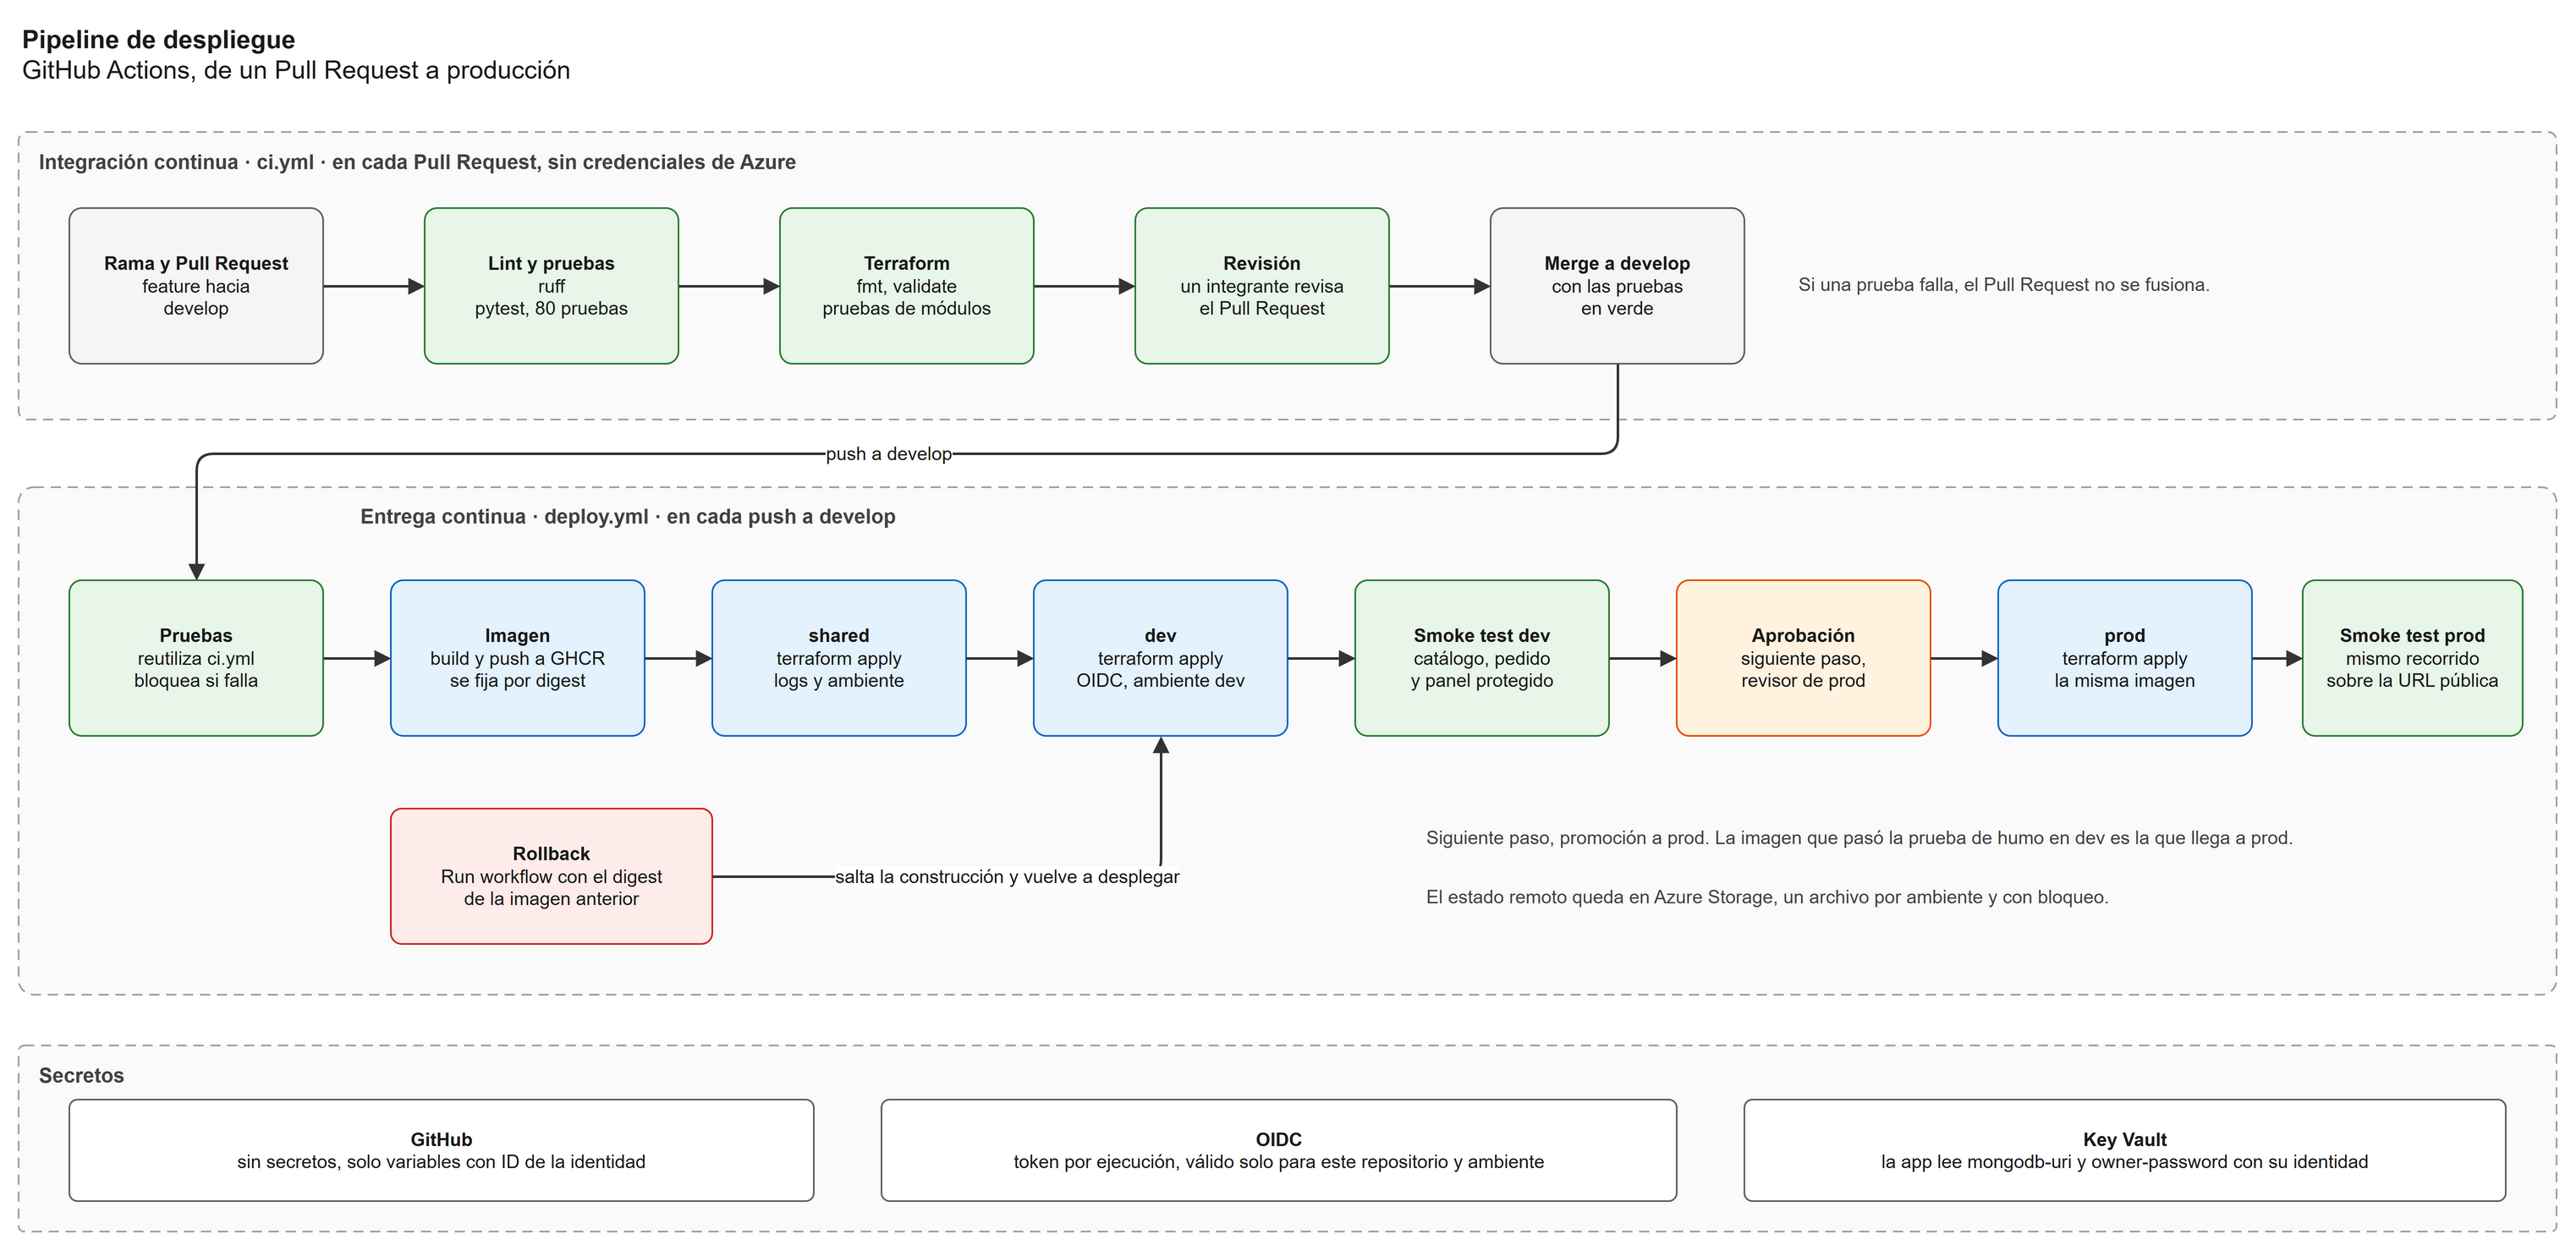 Pipeline de despliegue
GitHub Actions, de un Pull Request a producción
Integración continua · ci.yml · en cada Pull Request, sin credenciales de Azure
Rama y Pull Request
feature hacia
develop
Lint y pruebas
ruff
pytest, 80 pruebas
Terraform
fmt, validate
pruebas de módulos
Revisión
un integrante revisa
el Pull Request
Merge a develop
con las pruebas
en verde
Si una prueba falla, el Pull Request no se fusiona.
push a develop
Entrega continua · deploy.yml · en cada push a develop
Pruebas
reutiliza ci.yml
bloquea si falla
Imagen
build y push a GHCR
se fija por digest
shared
terraform apply
logs y ambiente
dev
terraform apply
OIDC, ambiente dev
Smoke test dev
catálogo, pedido
y panel protegido
Aprobación
siguiente paso,
revisor de prod
prod
terraform apply
la misma imagen
Smoke test prod
mismo recorrido
sobre la URL pública
Rollback
Run workflow con el digest
de la imagen anterior
salta la construcción y vuelve a desplegar
Siguiente paso, promoción a prod. La imagen que pasó la prueba de humo en dev es la que llega a prod.
El estado remoto queda en Azure Storage, un archivo por ambiente y con bloqueo.
Secretos
GitHub
sin secretos, solo variables con ID de la identidad
OIDC
token por ejecución, válido solo para este repositorio y ambiente
Key Vault
la app lee mongodb-uri y owner-password con su identidad